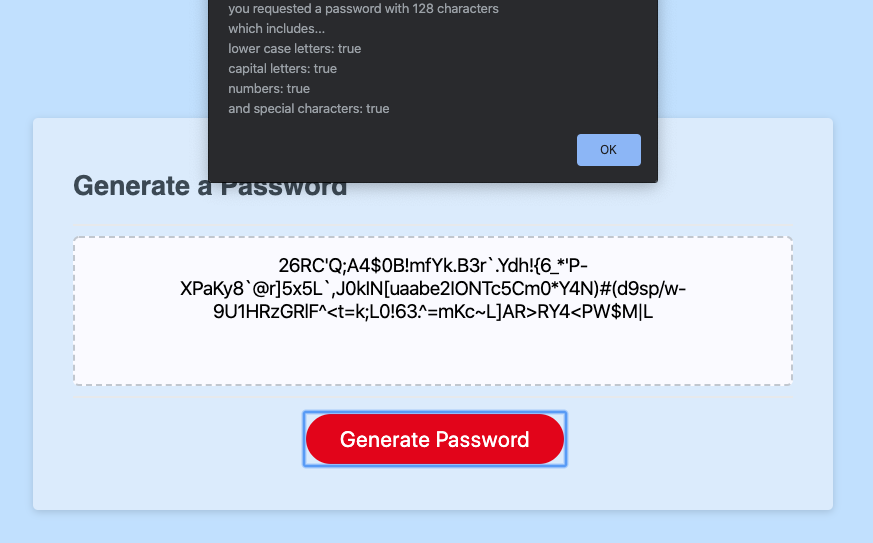 you requested a password with 128 characters
which includes...
lower case letters: true
capital letters: true
numbers: true
and special characters: true
OK
Generate a Password
26RC'Q;A4$0B!mfYk.B3r`.Ydh!{6_*'P-
XPaKy8`@r]5x5L`,J0klN[uaabe2lONTc5Cm0*Y4N)#(d9sp/w-
9U1HRzGRlF^<t=k;L0!63.^=mKc~L]AR>RY4<PW$M|L
Generate Password